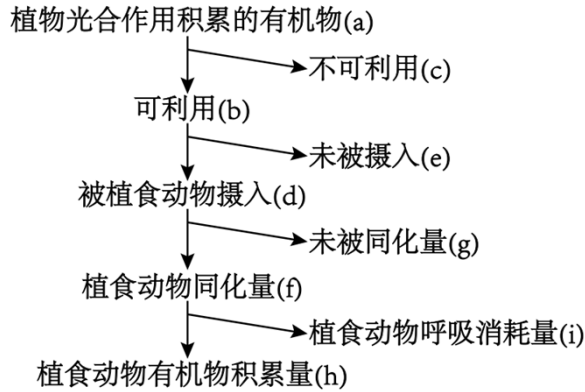 植物光合作用积累的有机物(a)
不可利用(c)
可利用(b)
未被摄入(e)
被植食动物摄入(d)
未被同化量(g)
植食动物同化量(f)
植食动物呼吸消耗量(i)
植食动物有机物积累量(h)